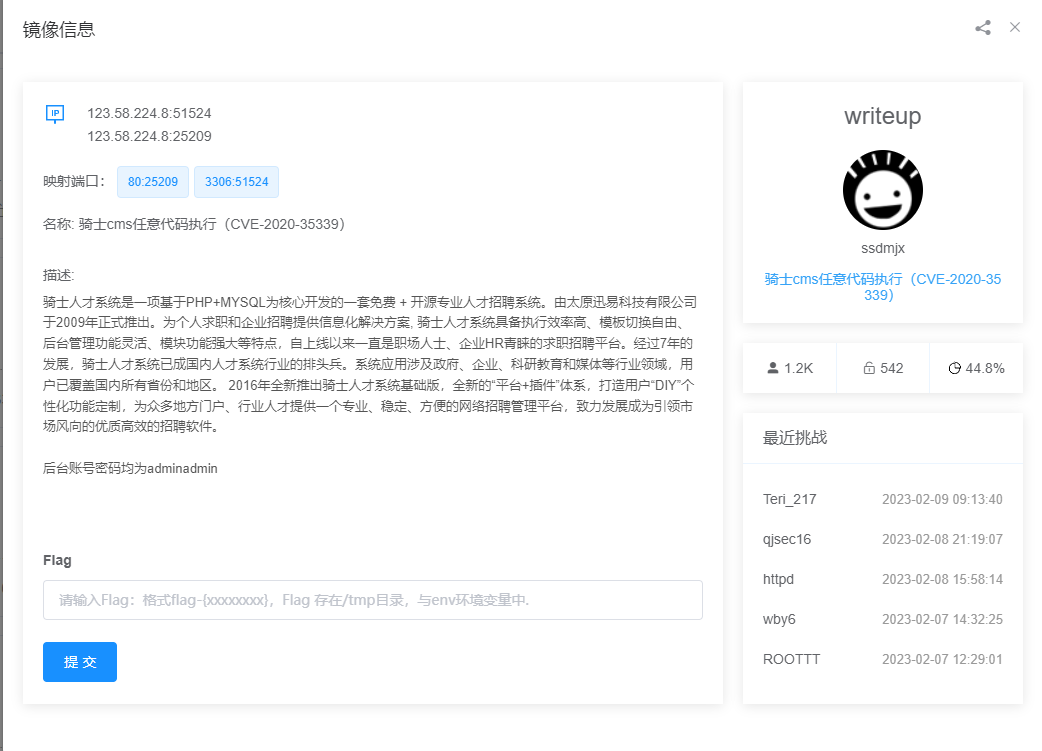 镜像信息
123.58.224.8:51524
123.58.224.8:25209
映射端口： 80:25209 3306:51524
名称: 骑士cms任意代码执行（CVE-2020-35339）
描述:
骑士人才系统是一项基于PHP+MYSQL为核心开发的一套免费 + 开源专业人才招聘系统。由太原迅易科技有限公司
于2009年正式推出。为个人求职和企业招聘提供信息化解决方案, 骑士人才系统具备执行效率高、模板切换自由、
后台管理功能灵活、模块功能强大等特点，自上线以来一直是职场人士、企业HR青睐的求职招聘平台。经过7年的
发展，骑士人才系统已成国内人才系统行业的排头兵。系统应用涉及政府、企业、科研教育和媒体等行业领域，用
户已覆盖国内所有省份和地区。 2016年全新推出骑士人才系统基础版，全新的“平台+插件”体系，打造用户“DIY”个
性化功能定制，为众多地方门户、行业人才提供一个专业、稳定、方便的网络招聘管理平台，致力发展成为引领市
场风向的优质高效的招聘软件。
后台账号密码均为adminadmin
Flag
请输入Flag：格式flag-{xxxxxxxx}，Flag 存在/tmp目录，与env环境变量中.
提 交
writeup
ssdmjx
骑士cms任意代码执行（CVE-2020-35
339）
1.2K 542 44.8%
最近挑战
Teri_217 2023-02-09 09:13:40
qjsec16 2023-02-08 21:19:07
httpd 2023-02-08 15:58:14
wby6 2023-02-07 14:32:25
ROOTTT 2023-02-07 12:29:01